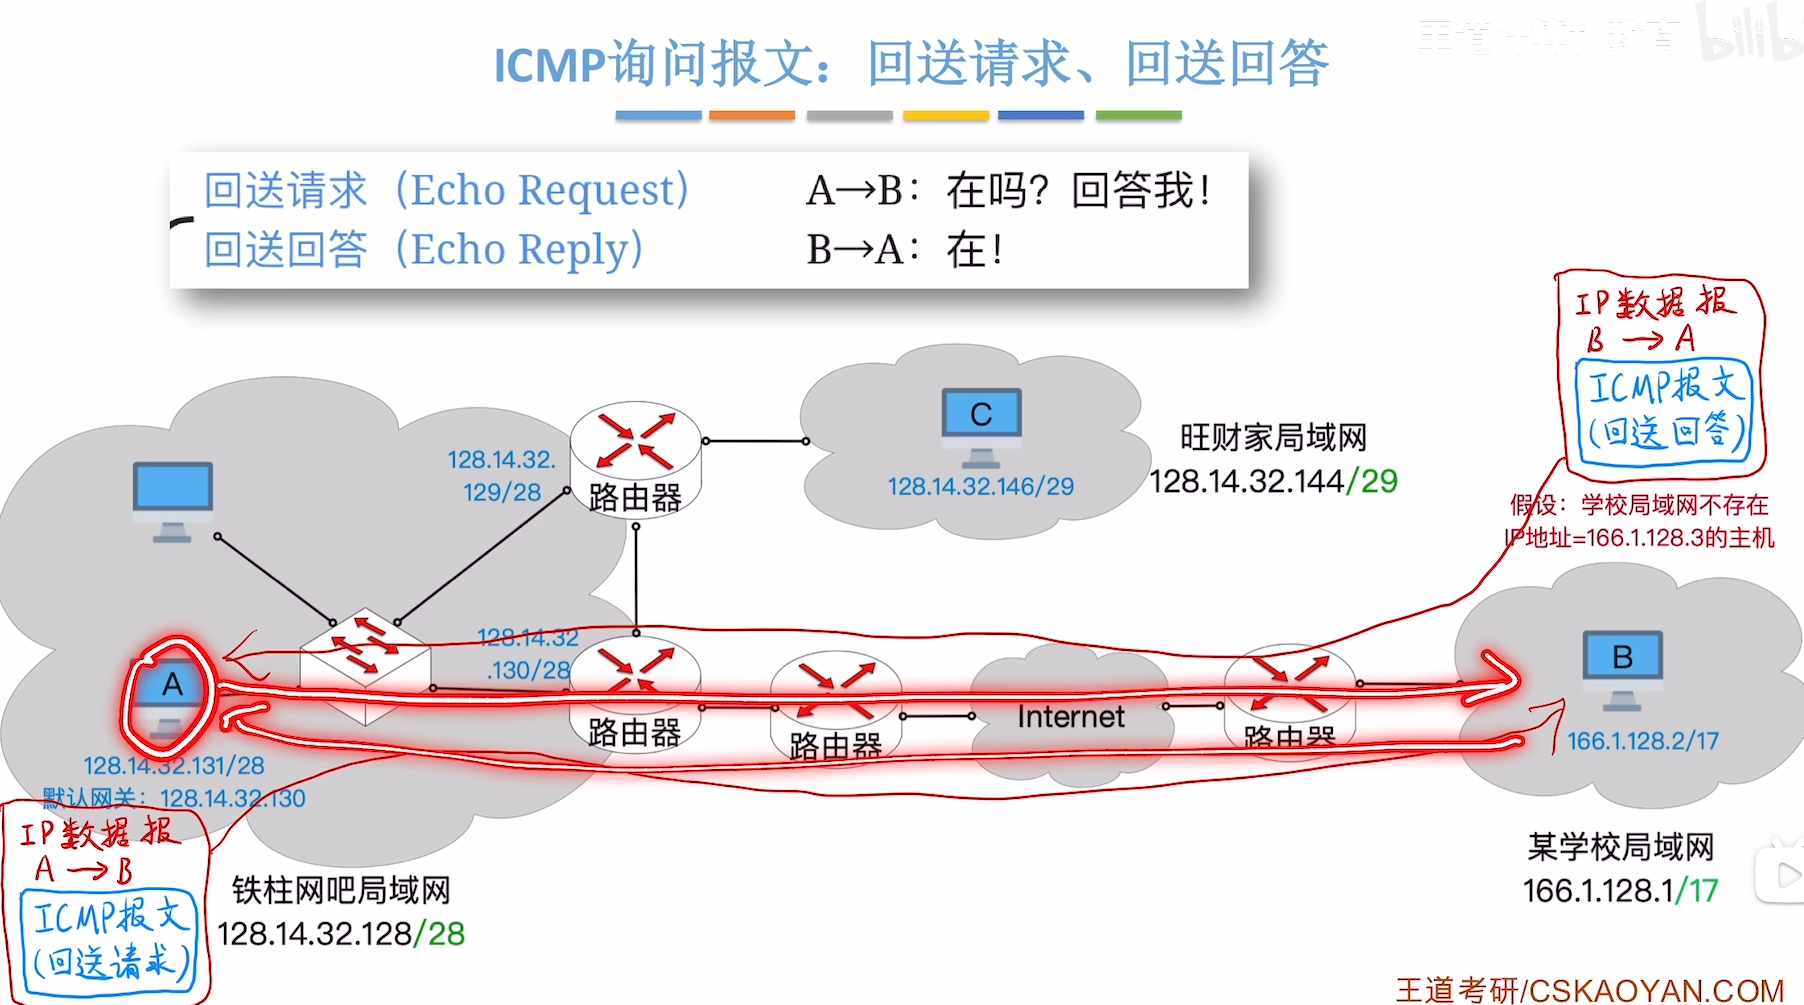 ICMP询问报文：回送请求、回送回答
回送请求（Echo Request） A→B：在吗？回答我！
回送回答（Echo Reply） B→A：在！
IP数据报
B → A
ICMP报文
(回送回答)
假设：学校局域网不存在
IP地址=166.1.128.3的主机
C
128.14.32.146/29
旺财家局域网
128.14.32.144/29
128.14.32.
129/28
路由器
128.14.32
.130/28
路由器
路由器
Internet
路由器
A
128.14.32.131/28
默认网关：128.14.32.130
B
166.1.128.2/17
IP数据报
A → B
ICMP报文
(回送请求)
铁柱网吧局域网
128.14.32.128/28
某学校局域网
166.1.128.1/17
王道考研/CSKAOYAN.COM